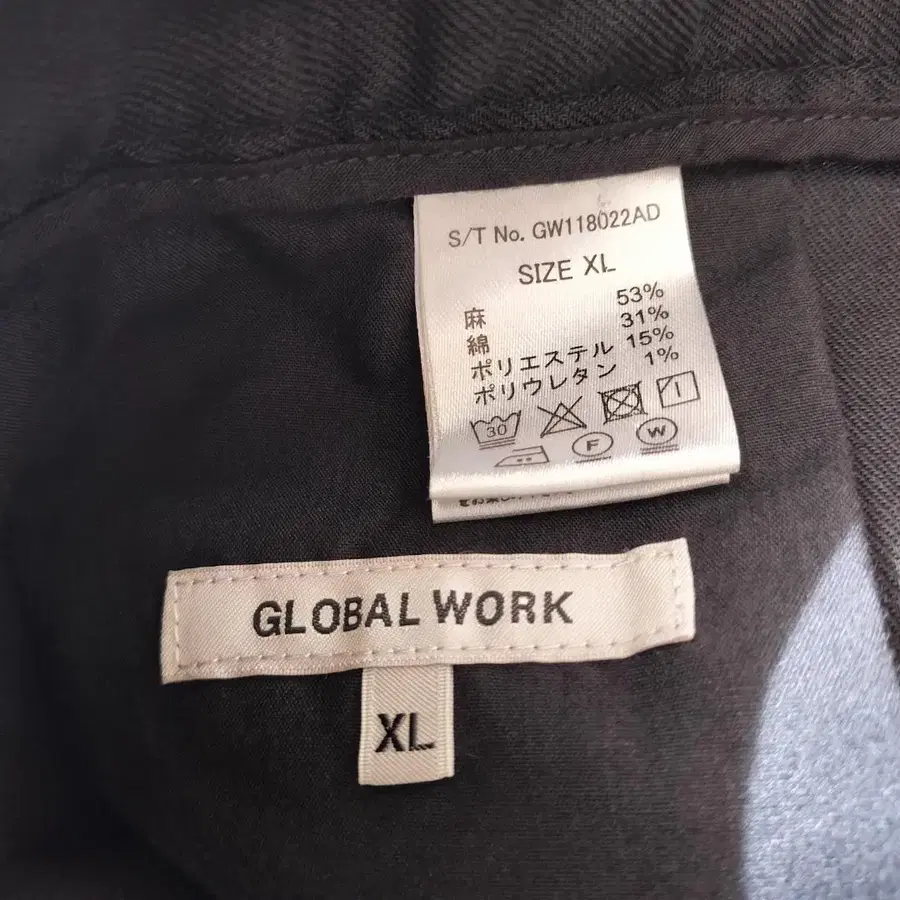 S/T No. GW118022AD
SIZE XL
麻 53%
綿 31%
ポリエステル 15%
ポリウレタン 1%
30
F
W
GLOBAL WORK
XL